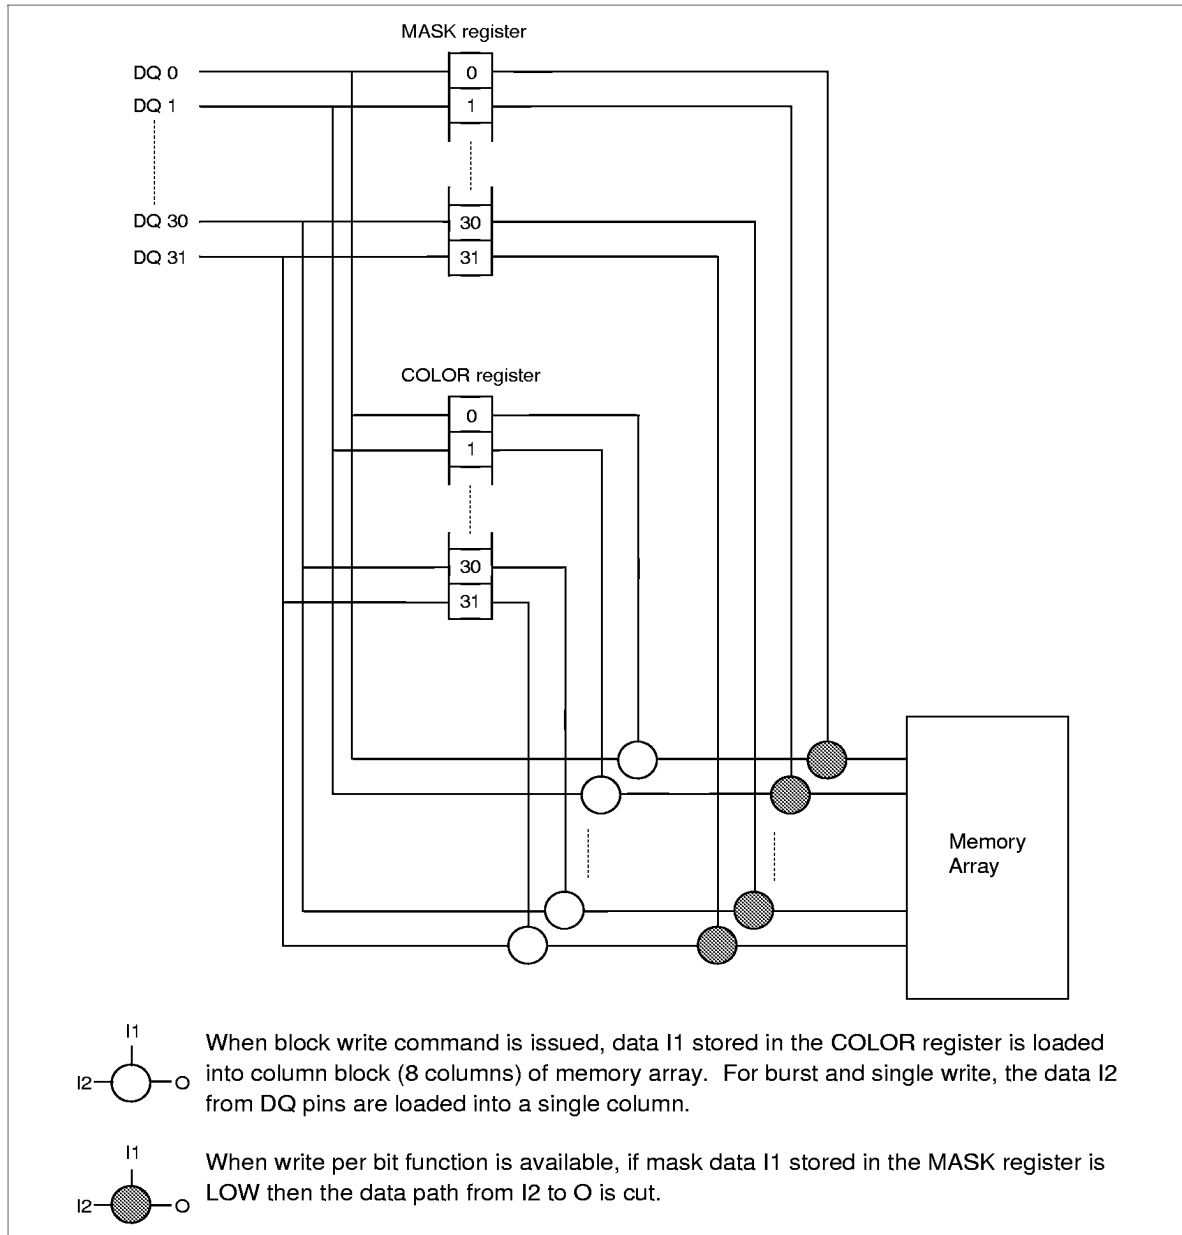 MASK register
DQ 0
0
DQ 1
1
DQ 30
30
DQ 31
31
COLOR register
0
1
30
31
Memory
Array
I1
I2
O
When block write command is issued, data I1 stored in the COLOR register is loaded
into column block (8 columns) of memory array. For burst and single write, the data I2
from DQ pins are loaded into a single column.
I1
I2
O
When write per bit function is available, if mask data I1 stored in the MASK register is
LOW then the data path from I2 to O is cut.